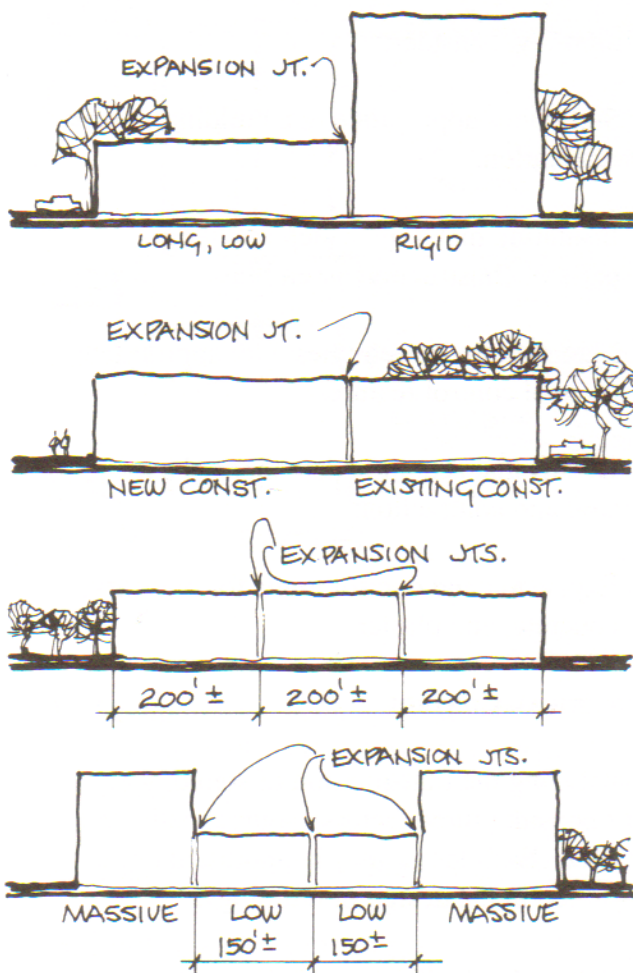 EXPANSION JT.
LONG, LOW RIGID
EXPANSION JT.
NEW CONST. EXISTING CONST.
EXPANSION JTS.
200' ± 200' ± 200' ±
EXPANSION JTS.
MASSIVE LOW LOW MASSIVE
150' ± 150' ±